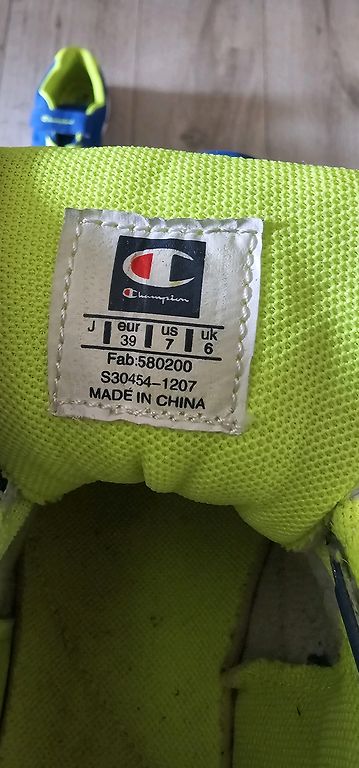 Champion
J eur us uk
39 7 6
Fab:580200
S30454-1207
MADE IN CHINA